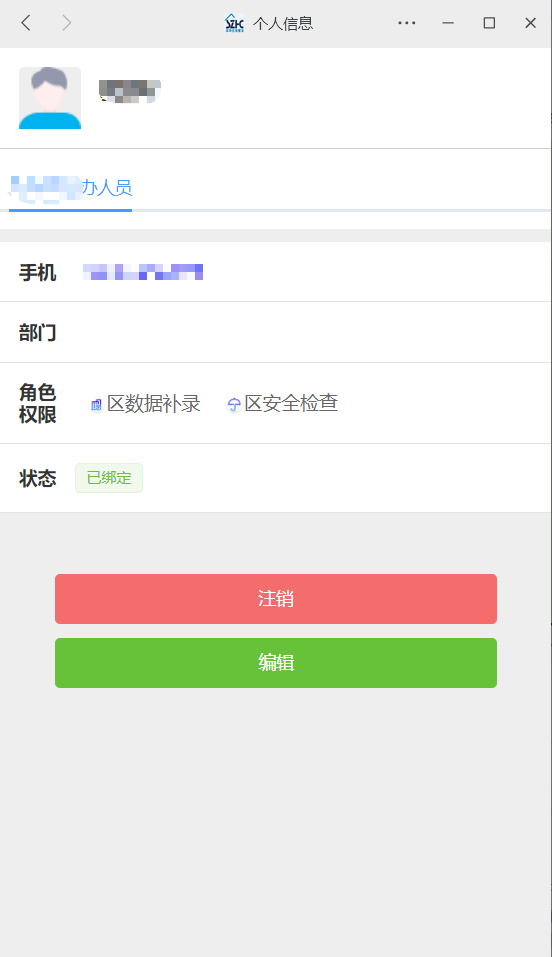 个人信息
办人员
手机
部门
角色
权限
区数据补录 区安全检查
状态 已绑定
注销
编辑